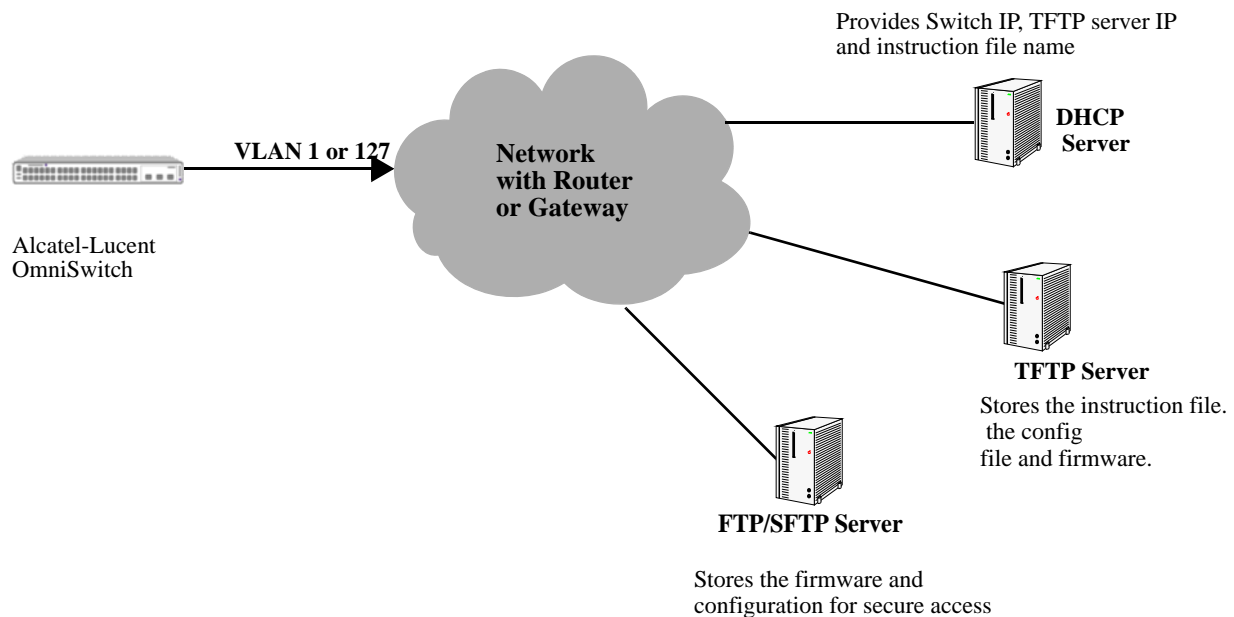 Provides Switch IP, TFTP server IP
and instruction file name
DHCP
Server
VLAN 1 or 127
Network
with Router
or Gateway
Alcatel-Lucent
OmniSwitch
TFTP Server
Stores the instruction file.
the config
file and firmware.
FTP/SFTP Server
Stores the firmware and
configuration for secure access